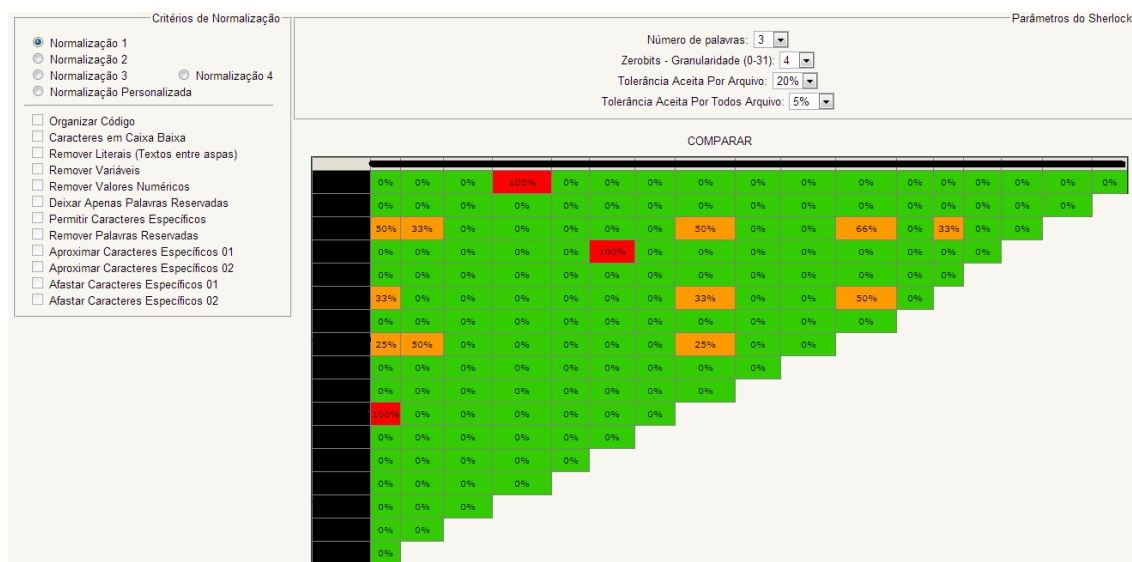 Critérios de Normalização
Normalização 1
Normalização 2
Normalização 3 Normalização 4
Normalização Personalizada
Organizar Código
Caracteres em Caixa Baixa
Remover Literais (Textos entre aspas)
Remover Variáveis
Remover Valores Numéricos
Deixar Apenas Palavras Reservadas
Permitir Caracteres Específicos
Remover Palavras Reservadas
Aproximar Caracteres Específicos 01
Aproximar Caracteres Específicos 02
Afastar Caracteres Específicos 01
Afastar Caracteres Específicos 02
Parâmetros do Sherlock
Número de palavras: 3
Zerobits - Granularidade (0-31): 4
Tolerância Aceita Por Arquivo: 20%
Tolerância Aceita Por Todos Arquivo: 5%
COMPARAR
0% 0% 0% 100% 0% 0% 0% 0% 0% 0% 0% 0% 0% 0% 0% 0% 0%
0% 0% 0% 0% 0% 0% 0% 0% 0% 0% 0% 0% 0% 0% 0% 0%
50% 33% 0% 0% 0% 0% 0% 50% 0% 0% 66% 0% 33% 0% 0%
0% 0% 0% 0% 0% 100% 0% 0% 0% 0% 0% 0% 0% 0%
0% 0% 0% 0% 0% 0% 0% 0% 0% 0% 0% 0% 0%
33% 0% 0% 0% 0% 0% 0% 33% 0% 0% 50% 0%
0% 0% 0% 0% 0% 0% 0% 0% 0% 0% 0%
25% 50% 0% 0% 0% 0% 0% 25% 0% 0%
0% 0% 0% 0% 0% 0% 0% 0% 0%
0% 0% 0% 0% 0% 0% 0% 0%
100% 0% 0% 0% 0% 0% 0%
0% 0% 0% 0% 0% 0%
0% 0% 0% 0% 0%
0% 0% 0% 0%
0% 0% 0%
0% 0%
0%